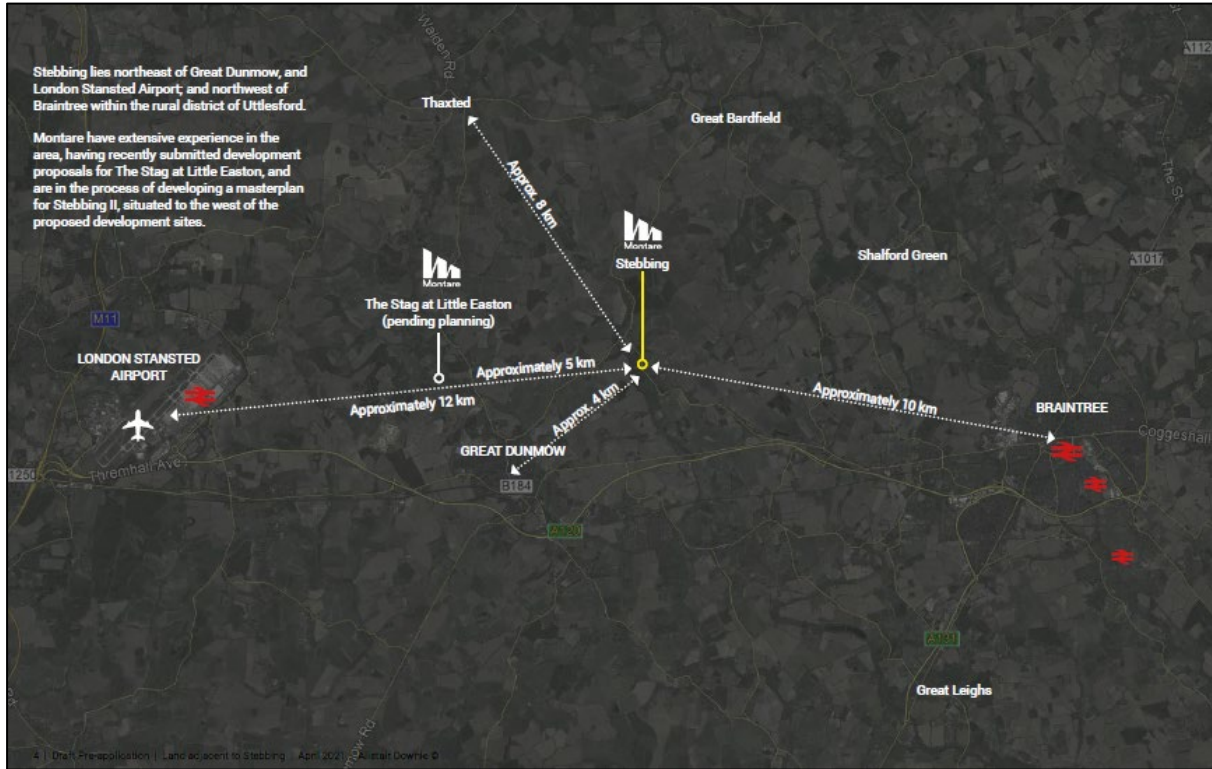 Stebbing lies northeast of Great Dunmow, and
London Stansted Airport; and northwest of
Braintree within the rural district of Uttlesford.
Montare have extensive experience in the
area, having recently submitted development
proposals for The Stag at Little Easton, and
are in the process of developing a masterplan
for Stebbing II, situated to the west of the
proposed development sites.
Walden Rd
A112
Thaxted
Great Bardfield
Approx. 8 km
The St
Montare
Stebbing
Shalford Green
A1017
Montare
The Stag at Little Easton
(pending planning)
M11
LONDON STANSTED
AIRPORT
Approximately 5 km
Approximately 12 km
Approx. 4 km
Approximately 10 km
BRAINTREE
Coggeshall
GREAT DUNMOW
Thremhall Ave
1250
B184
A120
Great Leighs
4 | Draft Pre-application | Land adjacent to Stebbing | April 2021 | Alistair Downie ©